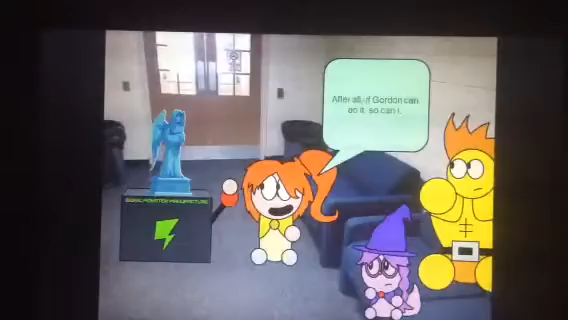 After all, if Gordon can
do it, so can I.